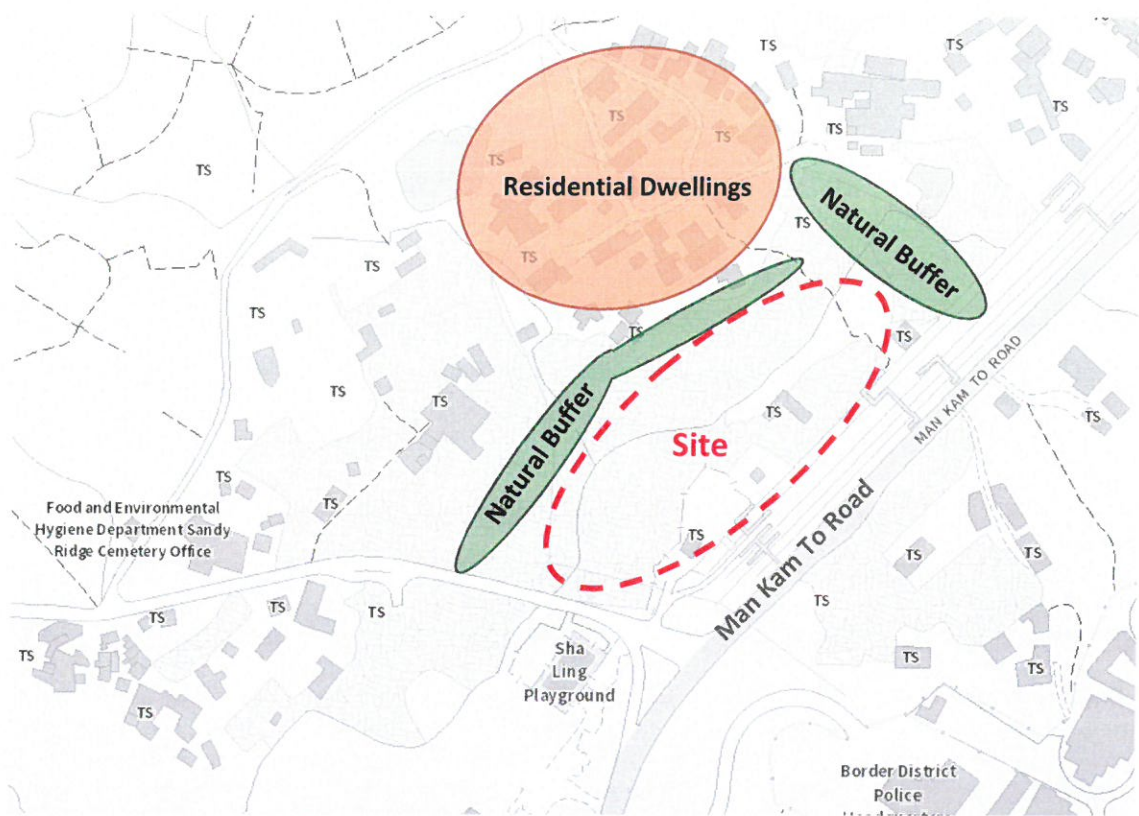 TS
TS
TS
TS
TS
TS
TS
TS
TS
Residential Dwellings
Natural Buffer
TS
TS
TS
TS
TS
TS
TS
TS
MAN KAM TO ROAD
TS
TS
Natural Buffer
Site
TS
TS
Food and Environmental
Hygiene Department Sandy
Ridge Cemetery Office
TS
Man Kam To Road
TS
TS
TS
TS
TS
TS
TS
Sha
Ling
Playground
TS
TS
TS
Border District
Police
Headquarters